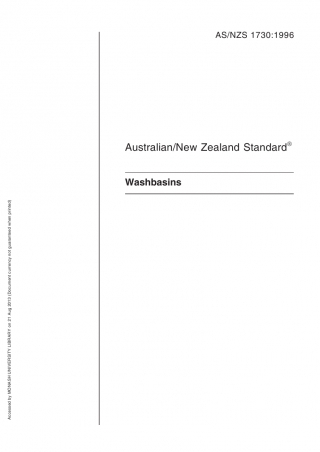 AS/NZS 1730:1996
Australian/New Zealand Standard®
Washbasins
Accessed by MONASH UNIVERSITY LIBRARY on 21 Aug 2013 (Document currency not guaranteed when printed)